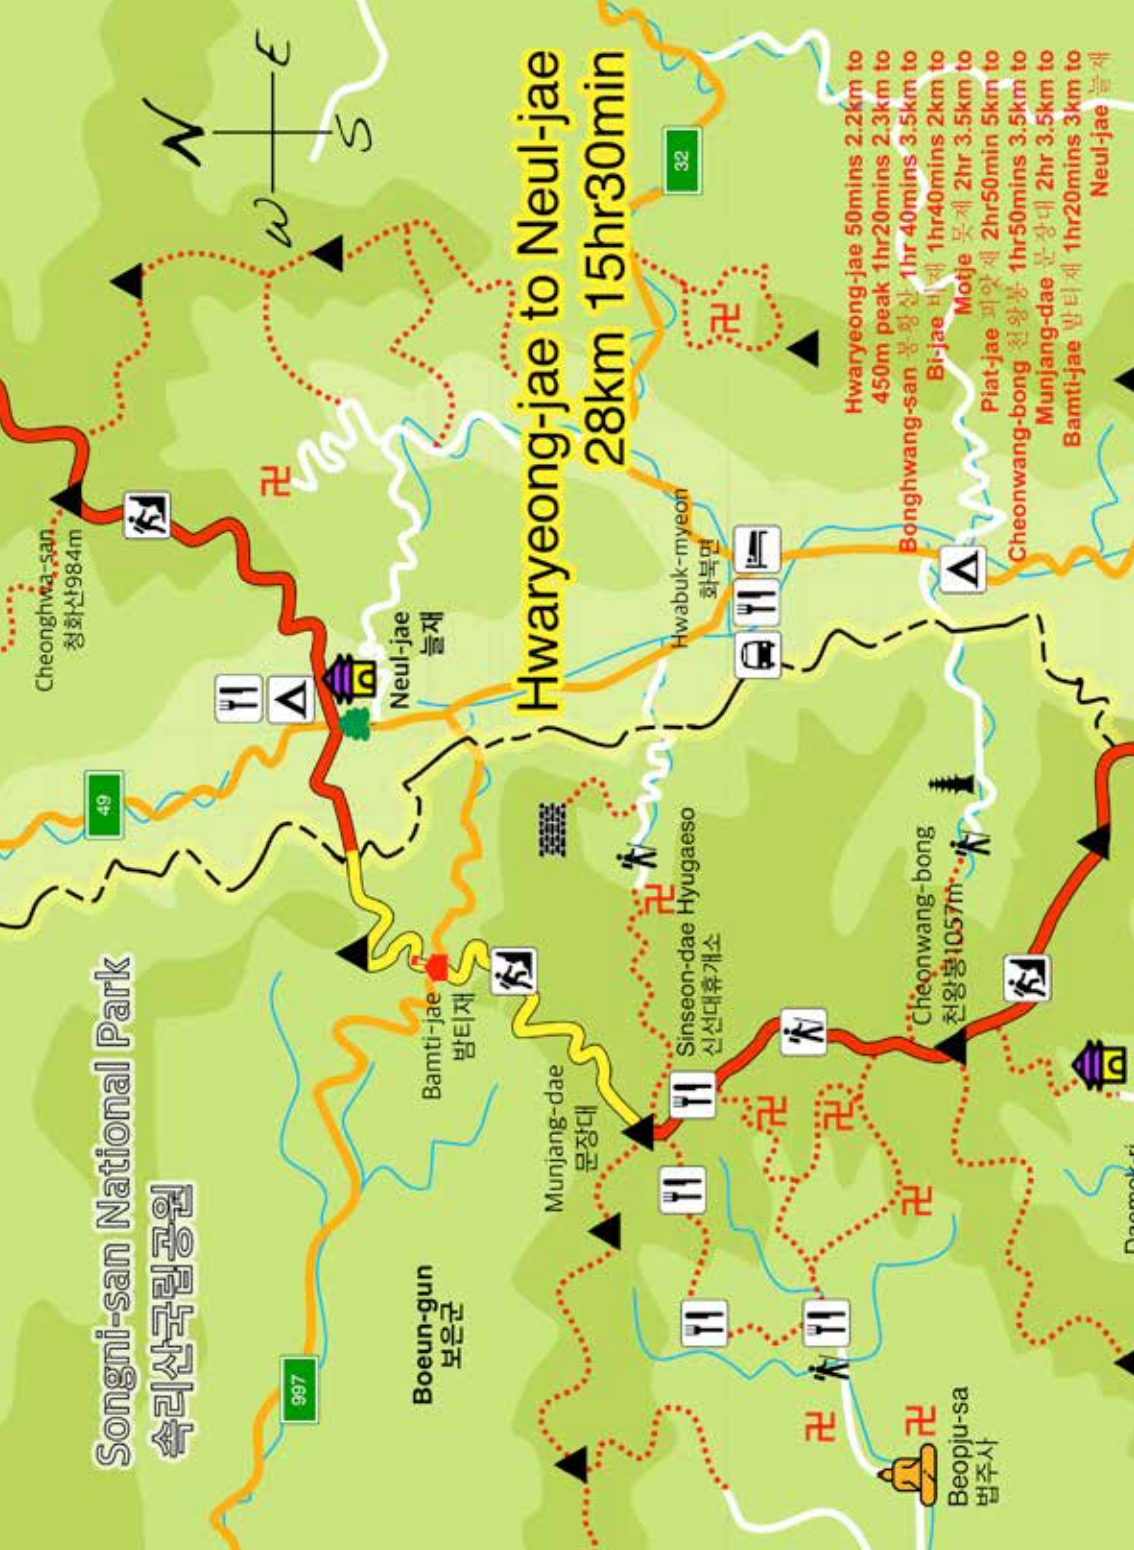 Songni-san National Park
속리산국립공원
Cheonghwa-san
청화산984m
49
N
W E
S
997
Neul-jae
늘재
Bamti-jae
밤티재
Boeun-gun
보은군
Hwaryeong-jae to Neul-jae
28km 15hr30min
Munjang-dae
문장대
32
Hwabuk-myeon
화북면
Sinseon-dae Hyugaeso
신선대휴개소
Hwaryeong-jae 50mins 2.2km to
450m peak 1hr20mins 2.3km to
Bonghwang-san 봉황산 1hr 40mins 3.5km to
Bi-jae 비재 1hr40mins 2km to
Motje 못제 2hr 3.5km to
Piat-jae 피앗재 2hr50min 5km to
Cheonwang-bong 천왕봉 1hr50mins 3.5km to
Munjang-dae 문장대 2hr 3.5km to
Bamti-jae 밤티재 1hr20mins 3km to
Neul-jae 늘재
Cheonwang-bong
천왕봉1057m
Beopju-sa
법주사